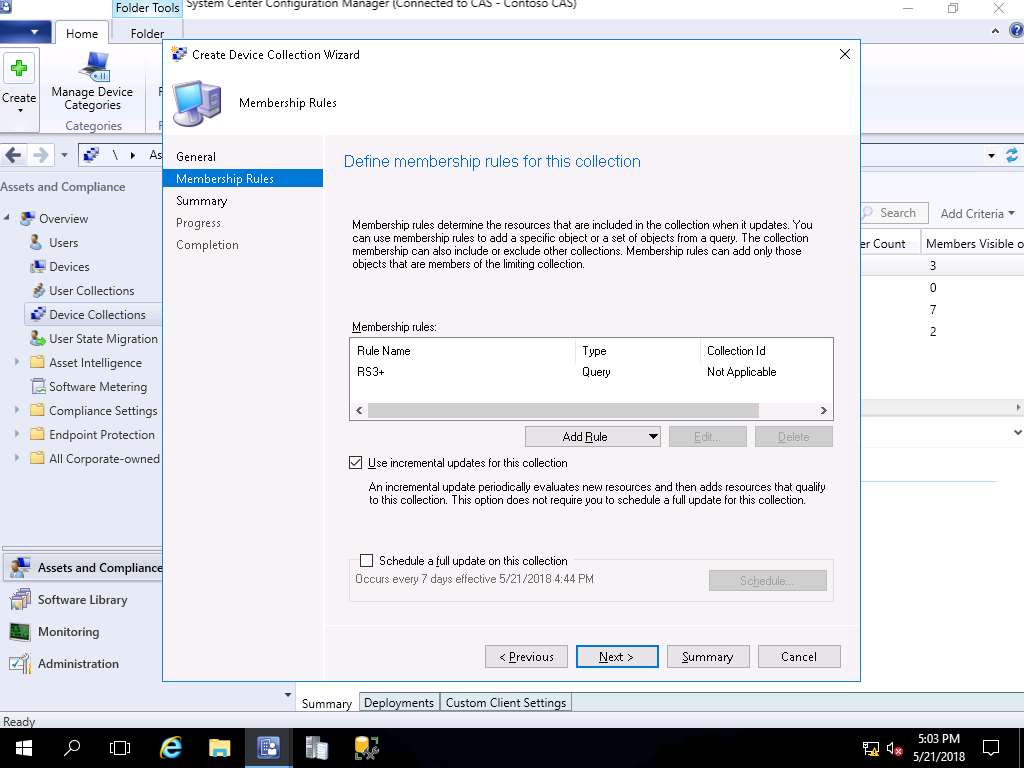 Folder Tools
System Center Configuration Manager (Connected to CAS - Contoso CAS)
Home
Folder
Create Device Collection Wizard
Membership Rules
Create
Manage Device
Categories
Categories
\
As
Assets and Compliance
Overview
Users
Devices
User Collections
Device Collections
User State Migration
Asset Intelligence
Software Metering
Compliance Settings
Endpoint Protection
All Corporate-owned
Assets and Compliance
Software Library
Monitoring
Administration
General
Membership Rules
Summary
Progress
Completion
Define membership rules for this collection
Membership rules determine the resources that are included in the collection when it updates. You
can use membership rules to add a specific object or a set of objects from a query. The collection
membership can also include or exclude other collections. Membership rules can add only those
objects that are members of the limiting collection.
Membership rules:
Rule Name Type Collection Id
RS3+ Query Not Applicable
Add Rule Edit... Delete
Use incremental updates for this collection
An incremental update periodically evaluates new resources and then adds resources that qualify
to this collection. This option does not require you to schedule a full update for this collection.
Schedule a full update on this collection
Occurs every 7 days effective 5/21/2018 4:44 PM
Schedule...
< Previous Next > Summary Cancel
Search Add Criteria
er Count Members Visible o
3
0
7
2
Summary Deployments Custom Client Settings
Ready
5:03 PM
5/21/2018